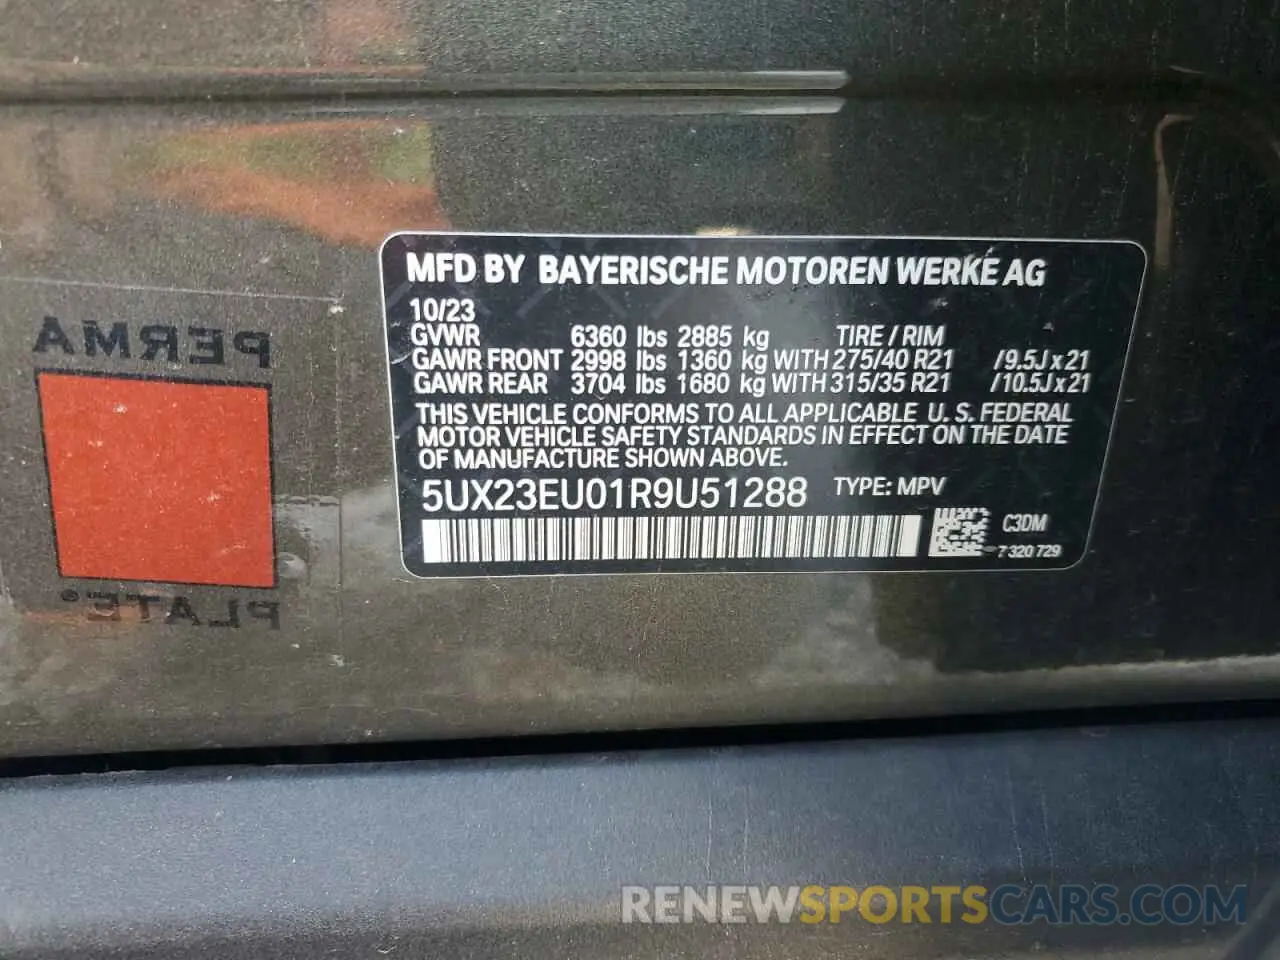 MFD BY BAYERISCHE MOTOREN WERKE AG
10/23
GVWR 6360 lbs 2885 kg TIRE / RIM
GAWR FRONT 2998 lbs 1360 kg WITH 275/40 R21 /9.5J x 21
GAWR REAR 3704 lbs 1680 kg WITH 315/35 R21 /10.5J x 21
THIS VEHICLE CONFORMS TO ALL APPLICABLE U. S. FEDERAL
MOTOR VEHICLE SAFETY STANDARDS IN EFFECT ON THE DATE
OF MANUFACTURE SHOWN ABOVE.
5UX23EU01R9U51288 TYPE: MPV
C3DM
7 320 729
PERMA
PLATE®
RENEWSPORTSCARS.COM